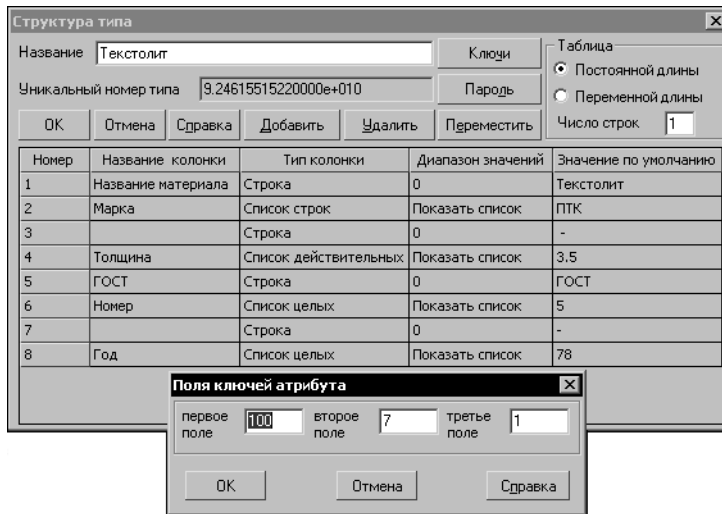 Структура типа
Название Текстолит Ключи
Уникальный номер типа 9.24615515220000e+010 Пароль
Таблица
Постоянной длины
Переменной длины
Число строк 1
ОК Отмена Справка Добавить Удалить Переместить
Номер Название колонки Тип колонки Диапазон значений Значение по умолчанию
1 Название материала Строка 0 Текстолит
2 Марка Список строк Показать список ПТК
3 Строка 0 -
4 Толщина Список действительных Показать список 3.5
5 ГОСТ Строка 0 ГОСТ
6 Номер Список целых Показать список 5
7 Строка 0 -
8 Год Список целых Показать список 78
Поля ключей атрибута
первое поле 100 второе поле 7 третье поле 1
ОК Отмена Справка